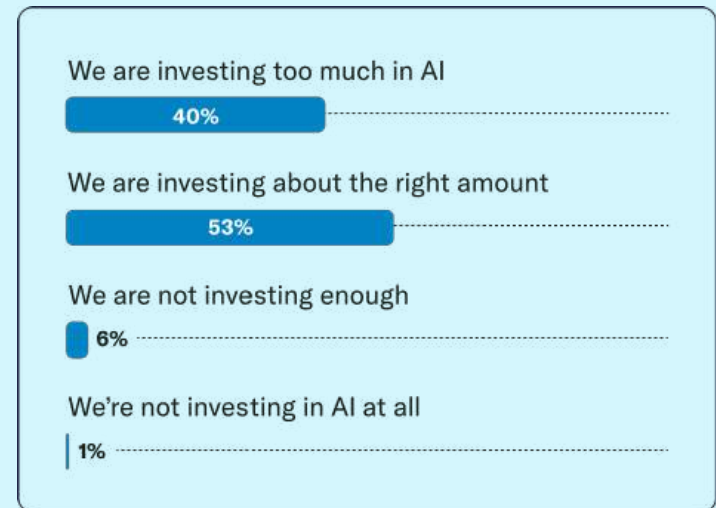 We are investing too much in AI
40%
We are investing about the right amount
53%
We are not investing enough
6%
We’re not investing in AI at all
1%